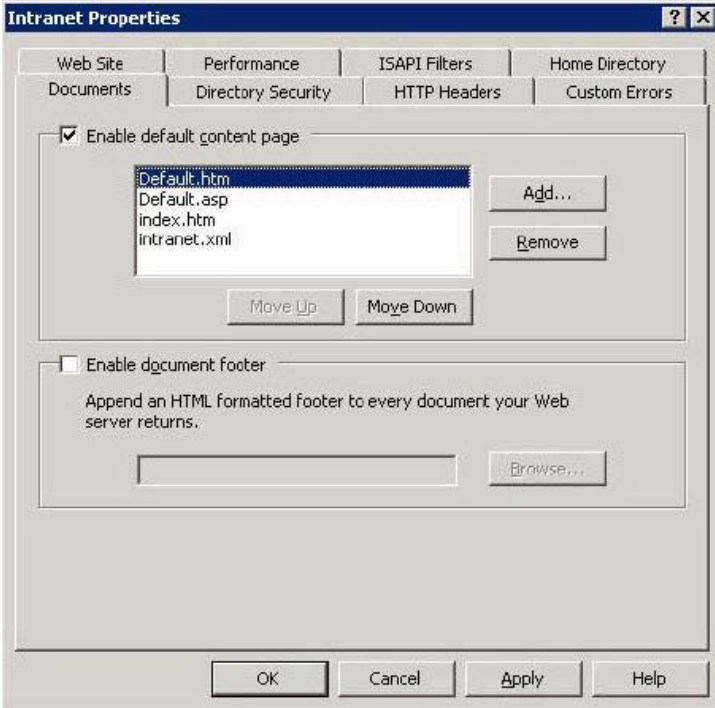 Intranet Properties
Web Site Performance ISAPI Filters Home Directory
Documents Directory Security HTTP Headers Custom Errors
Enable default content page
Default.htm
Default.asp
index.htm
intranet.xml
Add...
Remove
Move Up Move Down
Enable document footer
Append an HTML formatted footer to every document your Web
server returns.
Browse...
OK Cancel Apply Help